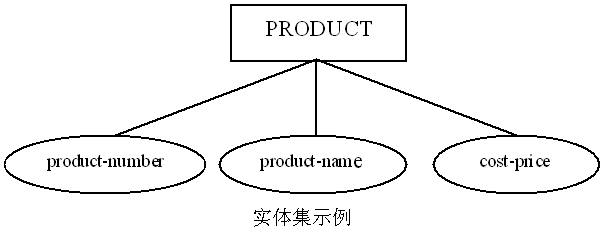 PRODUCT
product-number
product-name
cost-price
实体集示例